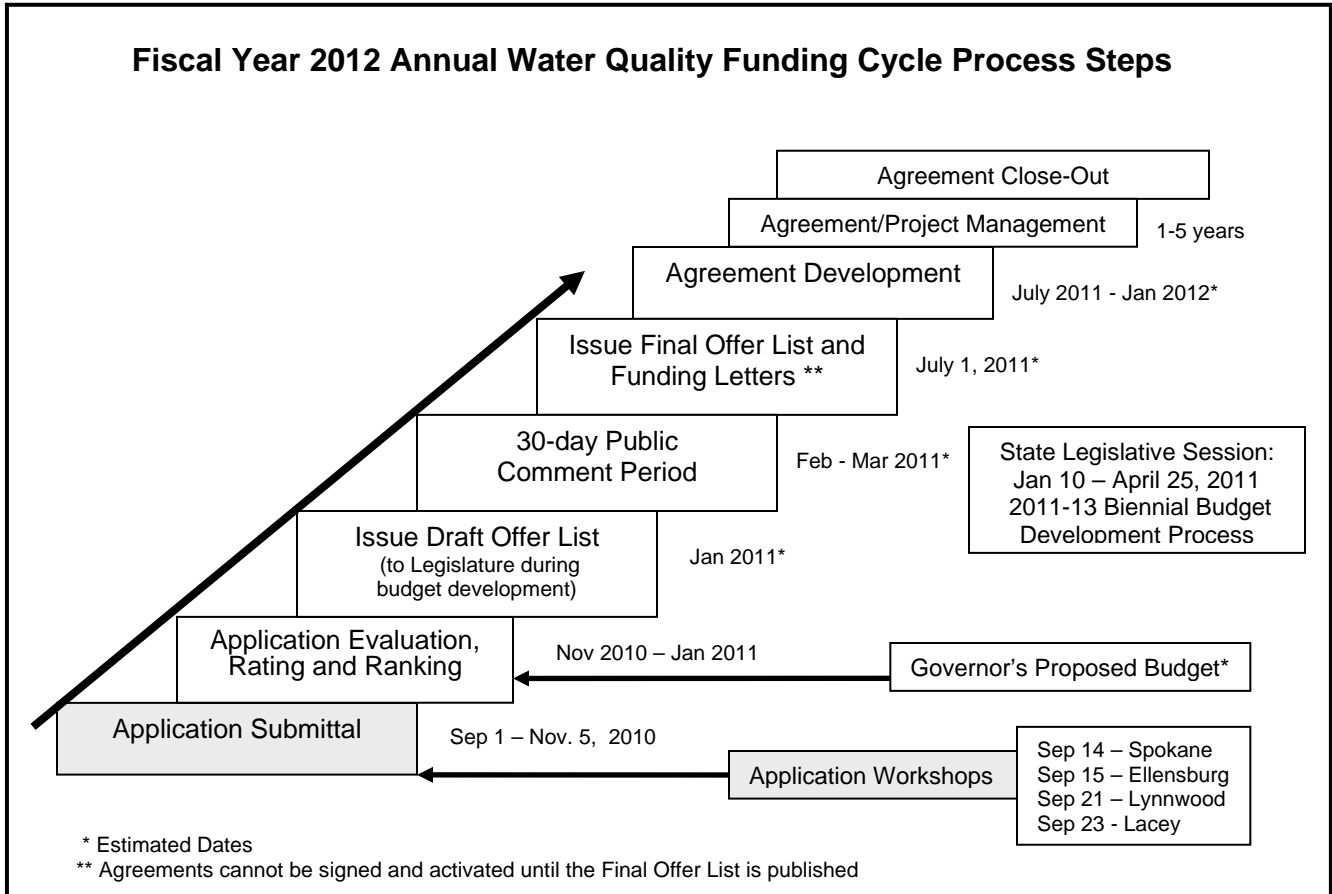 Fiscal Year 2012 Annual Water Quality Funding Cycle Process Steps
Agreement Close-Out
Agreement/Project Management
1-5 years
Agreement Development
July 2011 - Jan 2012*
Issue Final Offer List and
Funding Letters **
July 1, 2011*
30-day Public
Comment Period
Feb - Mar 2011*
State Legislative Session:
Jan 10 – April 25, 2011
2011-13 Biennial Budget
Development Process
Issue Draft Offer List
(to Legislature during
budget development)
Jan 2011*
Application Evaluation,
Rating and Ranking
Nov 2010 – Jan 2011
Governor's Proposed Budget*
Application Submittal
Sep 1 – Nov. 5, 2010
Application Workshops
Sep 14 – Spokane
Sep 15 – Ellensburg
Sep 21 – Lynnwood
Sep 23 - Lacey
* Estimated Dates
** Agreements cannot be signed and activated until the Final Offer List is published